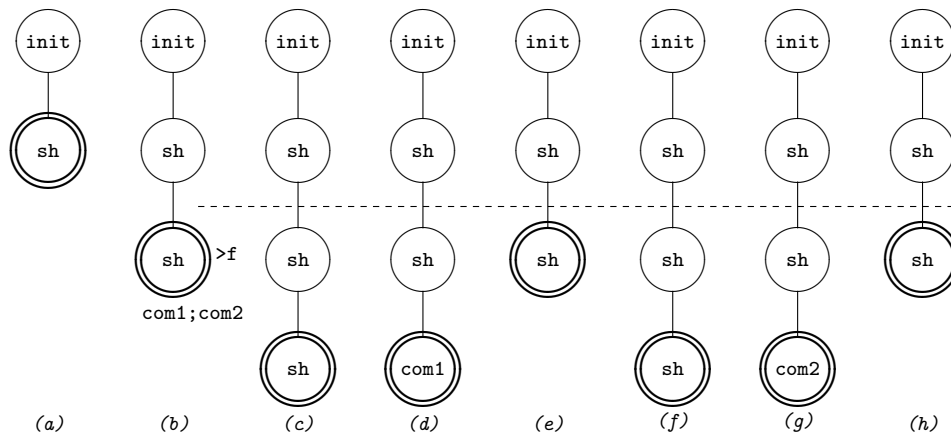 init init init init init init init init
sh sh sh sh sh sh sh sh
sh >f sh sh sh sh sh sh
com1;com2
sh com1 sh com2
(a) (b) (c) (d) (e) (f) (g) (h)